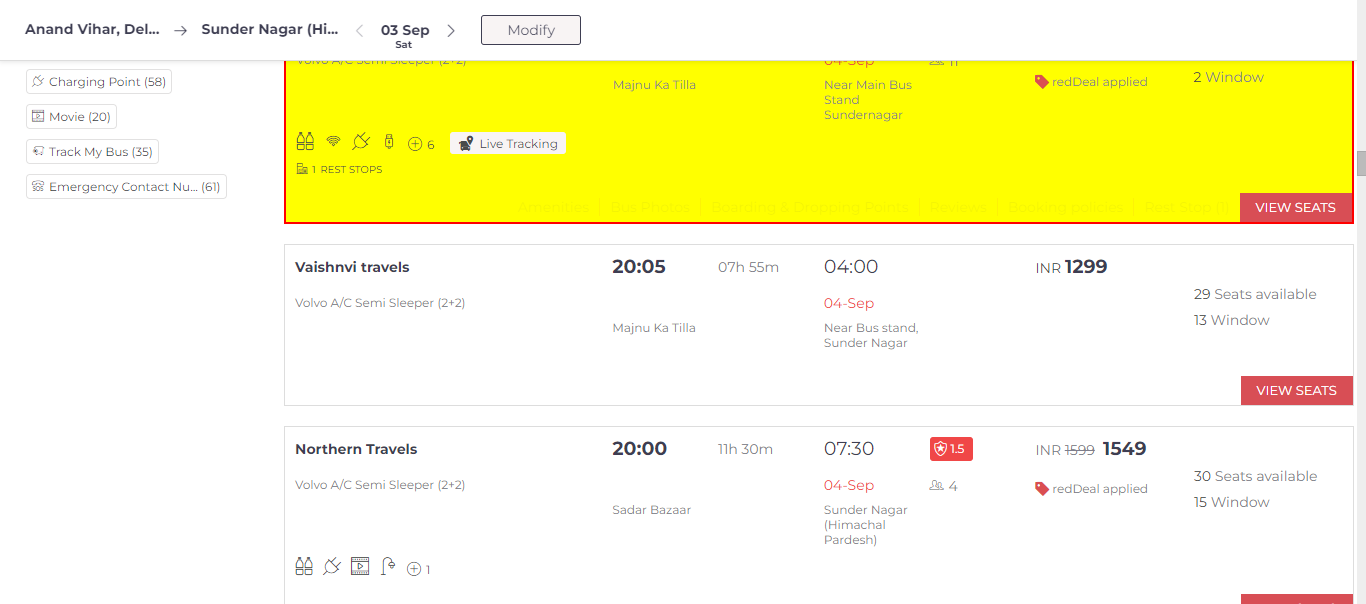 Anand Vihar, Del... → Sunder Nagar (Hi... < 03 Sep > Modify
Sat
Charging Point (58)
Movie (20)
Track My Bus (35)
Emergency Contact Nu... (61)
Volvo A/C Semi Sleeper (2+2) 04-Sep 11
Majnu Ka Tilla Near Main Bus redDeal applied 2 Window
Stand
Sundernagar
6 Live Tracking
1 REST STOPS
Amenities Bus Photos Boarding & Dropping Points Reviews Booking policies Rest Stop (1) VIEW SEATS
Vaishnvi travels 20:05 07h 55m 04:00 INR 1299
29 Seats available
Volvo A/C Semi Sleeper (2+2) 04-Sep
13 Window
Majnu Ka Tilla Near Bus stand,
Sunder Nagar
VIEW SEATS
Northern Travels 20:00 11h 30m 07:30 1.5 INR 1599 1549
30 Seats available
Volvo A/C Semi Sleeper (2+2) 04-Sep 4 redDeal applied
15 Window
Sadar Bazaar Sunder Nagar
(Himachal
Pardesh)
1